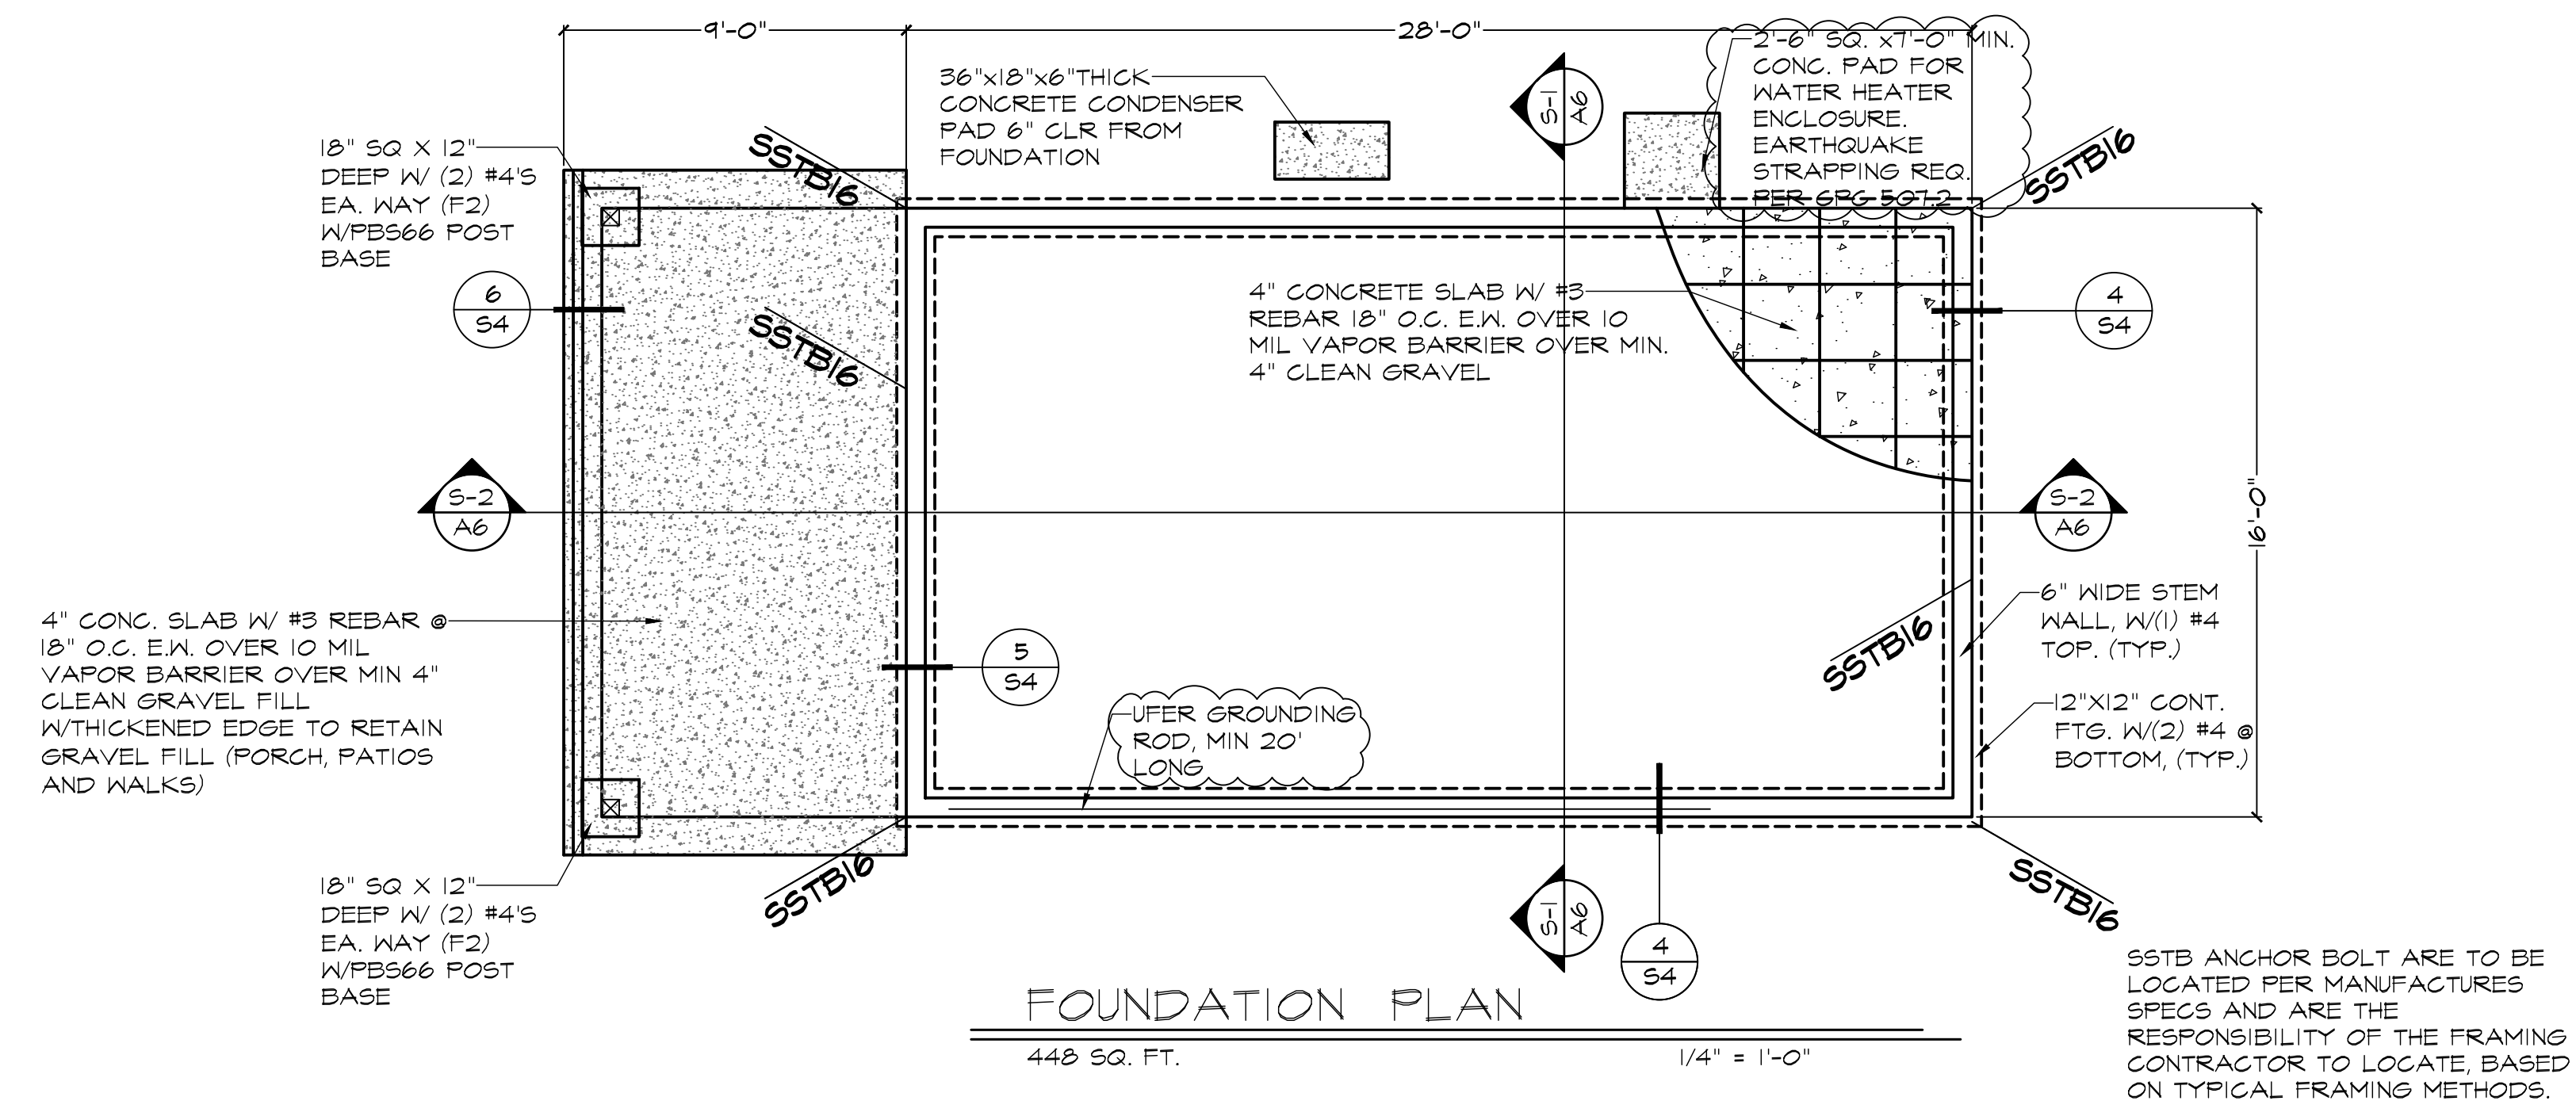 9'-0"
28'-0"
2'-6" SQ. x7'-0" MIN.
CONC. PAD FOR
WATER HEATER
ENCLOSURE.
EARTHQUAKE
STRAPPING REQ.
PER CPC 507.2
36"x18"x6"THICK
CONCRETE CONDENSER
PAD 6" CLR FROM
FOUNDATION
S-1
A6
18" SQ X 12"
DEEP W/ (2) #4'S
EA. WAY (F2)
W/PBS66 POST
BASE
SSTB16
SSTB16
6
S4
SSTB16
4" CONCRETE SLAB W/ #3
REBAR 18" O.C. E.W. OVER 10
MIL VAPOR BARRIER OVER MIN.
4" CLEAN GRAVEL
4
S4
S-2
A6
S-2
A6
16'-0"
4" CONC. SLAB W/ #3 REBAR @
18" O.C. E.W. OVER 10 MIL
VAPOR BARRIER OVER MIN 4"
CLEAN GRAVEL FILL
W/THICKENED EDGE TO RETAIN
GRAVEL FILL (PORCH, PATIOS
AND WALKS)
5
S4
SSTB16
6" WIDE STEM
WALL, W/(1) #4
TOP. (TYP.)
UFER GROUNDING
ROD, MIN 20'
LONG
12"X12" CONT.
FTG. W/(2) #4 @
BOTTOM, (TYP.)
18" SQ X 12"
DEEP W/ (2) #4'S
EA. WAY (F2)
W/PBS66 POST
BASE
SSTB16
S-1
A6
4
S4
SSTB16
FOUNDATION PLAN
448 SQ. FT.
1/4" = 1'-0"
SSTB ANCHOR BOLT ARE TO BE
LOCATED PER MANUFACTURES
SPECS AND ARE THE
RESPONSIBILITY OF THE FRAMING
CONTRACTOR TO LOCATE, BASED
ON TYPICAL FRAMING METHODS.